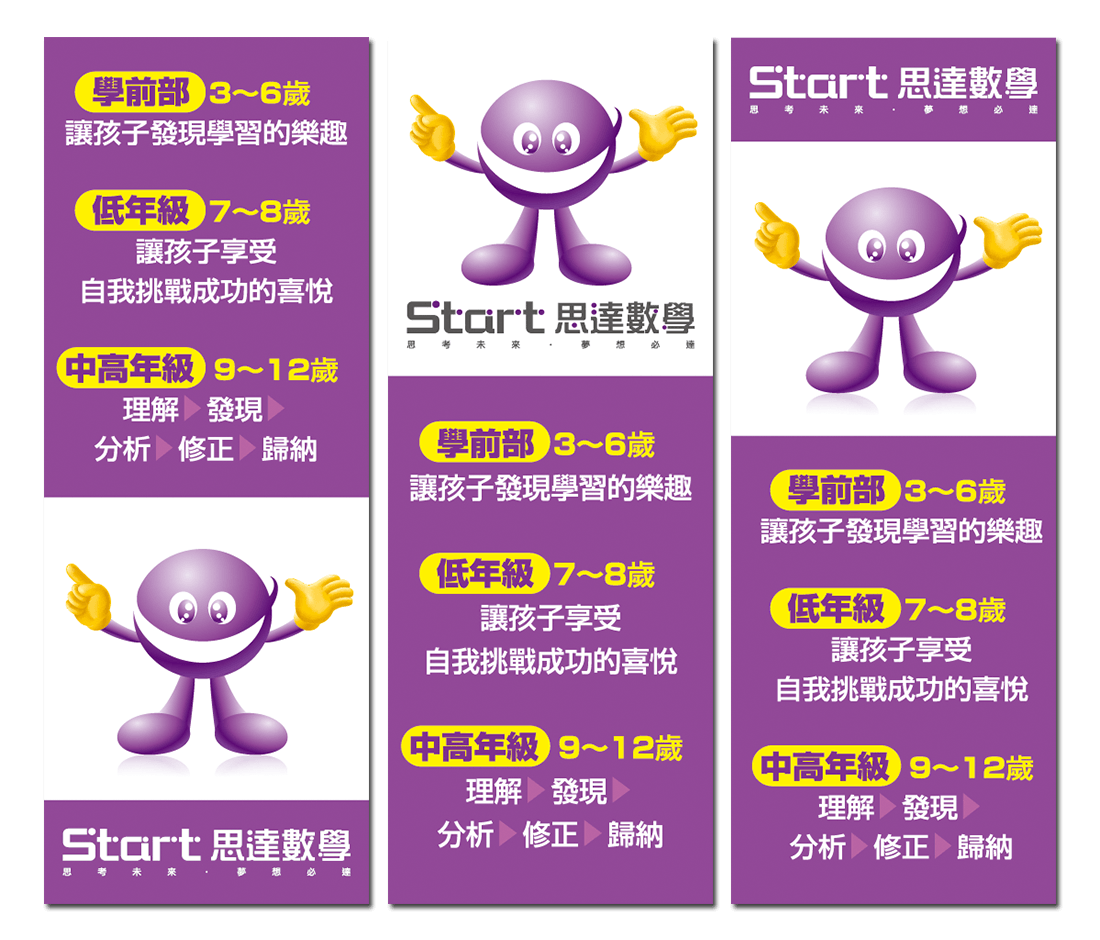 學前部 3～6歲
讓孩子發現學習的樂趣
低年級 7～8歲
讓孩子享受
自我挑戰成功的喜悅
中高年級 9～12歲
理解▶發現▶
分析▶修正▶歸納
Start 思達數學
思考未來・夢想必達
Start 思達數學
思考未來・夢想必達
學前部 3～6歲
讓孩子發現學習的樂趣
低年級 7～8歲
讓孩子享受
自我挑戰成功的喜悅
中高年級 9～12歲
理解▶發現▶
分析▶修正▶歸納
Start 思達數學
思考未來・夢想必達
學前部 3～6歲
讓孩子發現學習的樂趣
低年級 7～8歲
讓孩子享受
自我挑戰成功的喜悅
中高年級 9～12歲
理解▶發現▶
分析▶修正▶歸納